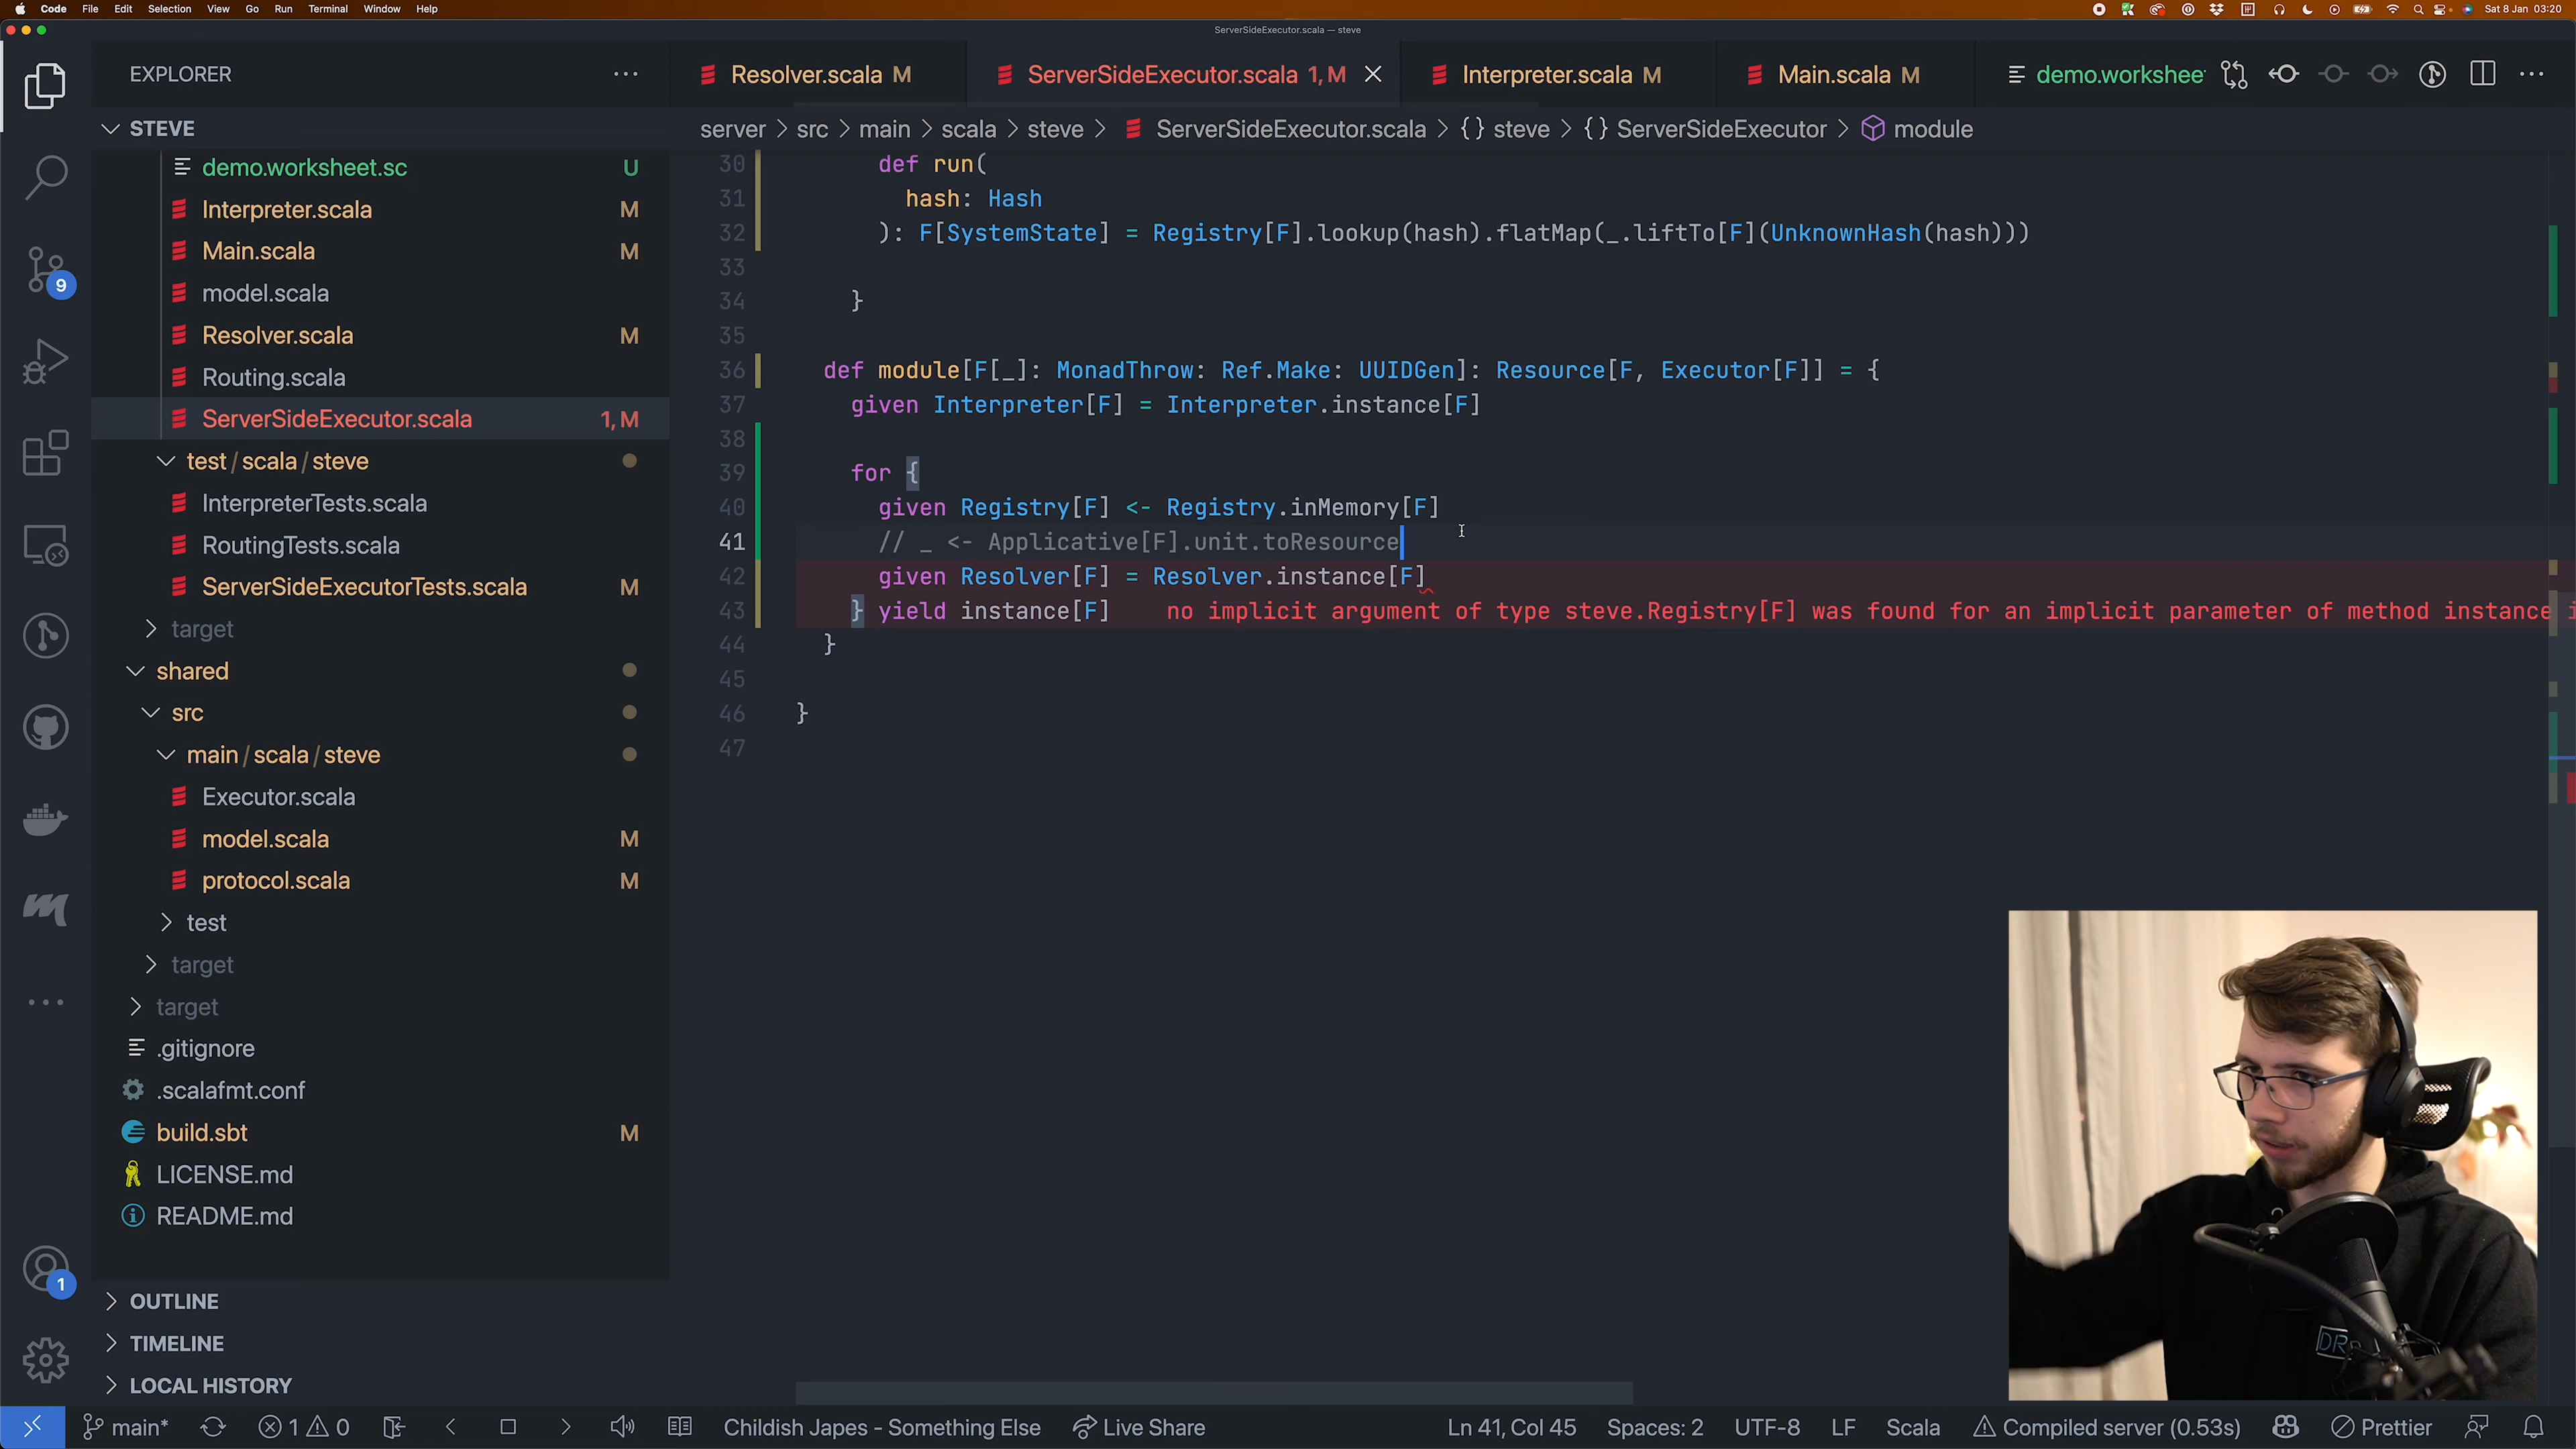 Code File Edit Selection View Go Run Terminal Window Help Sat 8 Jan 03:20
ServerSideExecutor.scala — steve
EXPLORER
Resolver.scala M
ServerSideExecutor.scala 1, M
Interpreter.scala M
Main.scala M
demo.workshee
STEVE
server > src > main > scala > steve > ServerSideExecutor.scala > {} steve > {} ServerSideExecutor > module
demo.worksheet.sc U
Interpreter.scala M
Main.scala M
model.scala
Resolver.scala M
Routing.scala
ServerSideExecutor.scala 1, M
test / scala / steve
InterpreterTests.scala
RoutingTests.scala
ServerSideExecutorTests.scala M
target
shared
src
main / scala / steve
Executor.scala
model.scala M
protocol.scala M
test
target
target
.gitignore
.scalafmt.conf
build.sbt M
LICENSE.md
README.md
OUTLINE
TIMELINE
LOCAL HISTORY
9
1
30 def run(
31 hash: Hash
32 ): F[SystemState] = Registry[F].lookup(hash).flatMap(_.liftTo[F](UnknownHash(hash)))
33
34 }
35
36 def module[F[_]: MonadThrow: Ref.Make: UUIDGen]: Resource[F, Executor[F]] = {
37 given Interpreter[F] = Interpreter.instance[F]
38
39 for {
40 given Registry[F] <- Registry.inMemory[F]
41 // _ <- Applicative[F].unit.toResource
42 given Resolver[F] = Resolver.instance[F]
43 } yield instance[F] no implicit argument of type steve.Registry[F] was found for an implicit parameter of method instance i
44 }
45
46 }
47
main* 1 0 Childish Japes - Something Else Live Share Ln 41, Col 45 Spaces: 2 UTF-8 LF Scala Compiled server (0.53s) Prettier